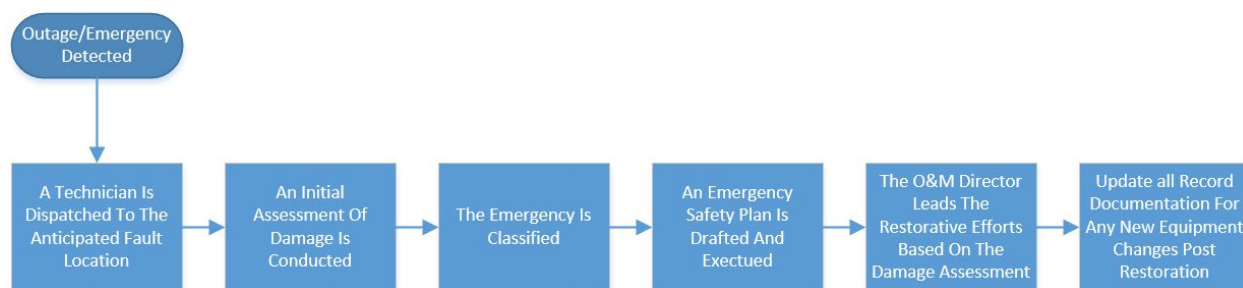 Outage/Emergency
Detected
A Technician Is
Dispatched To The
Anticipated Fault
Location
An Initial
Assessment Of
Damage Is
Conducted
The Emergency Is
Classified
An Emergency
Safety Plan Is
Drafted And
Exectued
The O&M Director
Leads The
Restorative Efforts
Based On The
Damage Assessment
Update all Record
Documentation For
Any New Equipment
Changes Post
Restoration